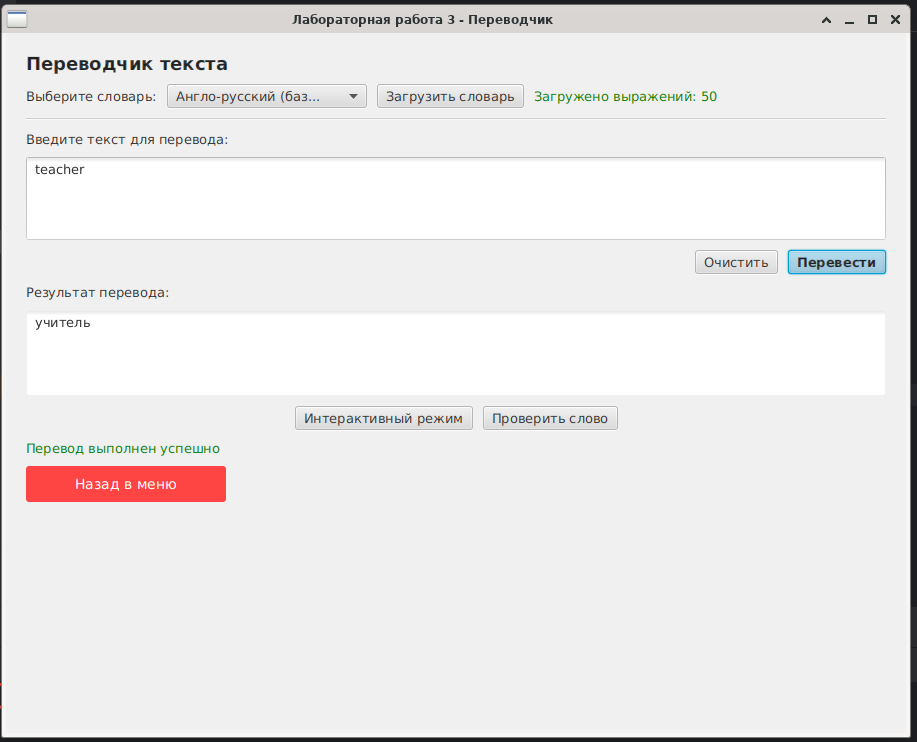 Лабораторная работа 3 - Переводчик
Переводчик текста
Выберите словарь: Англо-русский (баз... Загрузить словарь Загружено выражений: 50
Введите текст для перевода:
teacher
Очистить Перевести
Результат перевода:
учитель
Интерактивный режим Проверить слово
Перевод выполнен успешно
Назад в меню